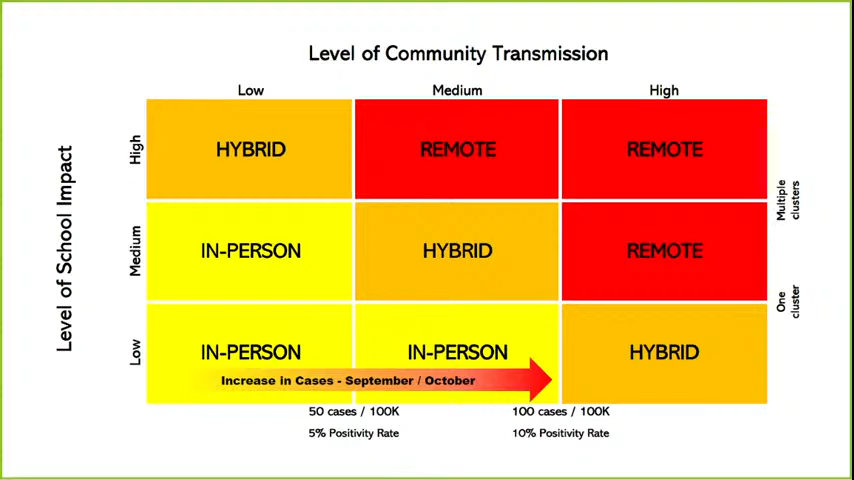 Level of Community Transmission
Low Medium High
Level of School Impact
High
HYBRID REMOTE REMOTE
Multiple
clusters
Medium
IN-PERSON HYBRID REMOTE
One
cluster
Low
IN-PERSON IN-PERSON HYBRID
Increase in Cases - September / October
50 cases / 100K 100 cases / 100K
5% Positivity Rate 10% Positivity Rate